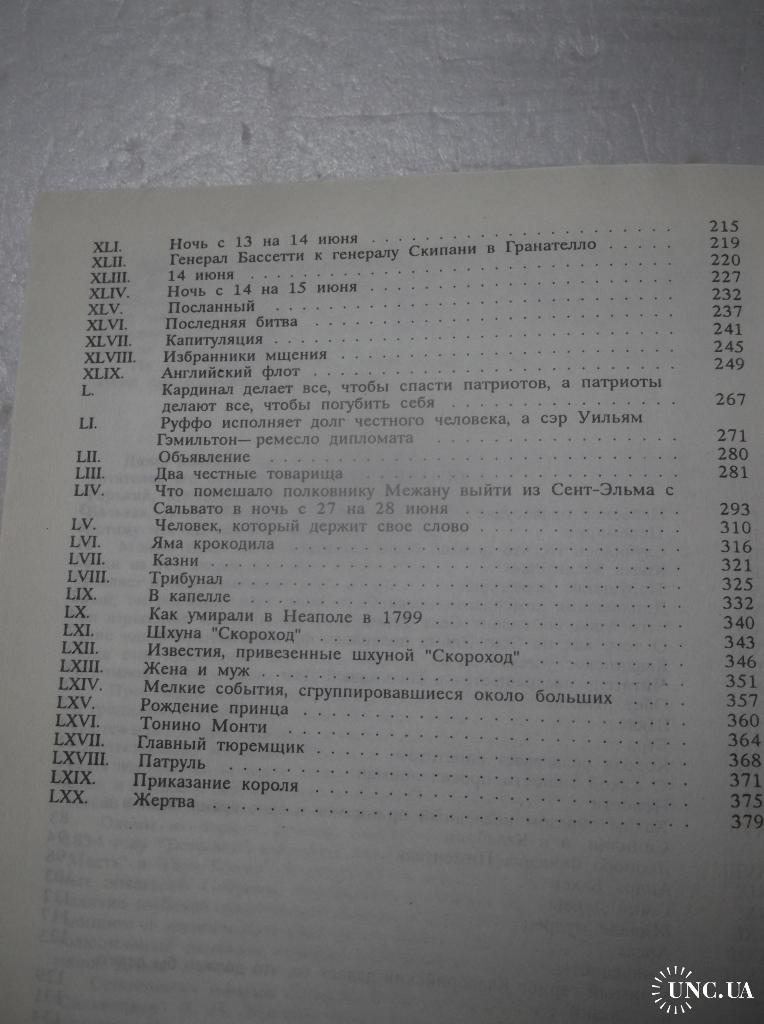 XLI. Ночь с 13 на 14 июня . . . . . . . . . . 215
XLII. Генерал Бассетти к генералу Скипани в Гранателло . . . . . 219
XLIII. 14 июня . . . . . . . . . . 220
XLIV. Ночь с 14 на 15 июня . . . . . . . . . . 227
XLV. Посланный . . . . . . . . . . 232
XLVI. Последняя битва . . . . . . . . . . 237
XLVII. Капитуляция . . . . . . . . . . 241
XLVIII. Избранники мщения . . . . . . . . . . 245
XLIX. Английский флот . . . . . . . . . . 249
L. Кардинал делает все, чтобы спасти патриотов, а патриоты
делают все, чтобы погубить себя . . . . . . . . . . 267
LI. Руффо исполняет долг честного человека, а сэр Уильям
Гэмильтон— ремесло дипломата . . . . . . . . . . 271
LII. Объявление . . . . . . . . . . 280
LIII. Два честные товарища . . . . . . . . . . 281
LIV. Что помешало полковнику Межану выйти из Сент-Эльма с
Сальвато в ночь с 27 на 28 июня . . . . . . . . . . 293
LV. Человек, который держит свое слово . . . . . . . . . . 310
LVI. Яма крокодила . . . . . . . . . . 316
LVII. Казни . . . . . . . . . . 321
LVIII. Трибунал . . . . . . . . . . 325
LIX. В капелле . . . . . . . . . . 332
LX. Как умирали в Неаполе в 1799 . . . . . . . . . . 340
LXI. Шхуна "Скороход" . . . . . . . . . . 343
LXII. Известия, привезенные шхуной "Скороход" . . . . . . . . 346
LXIII. Жена и муж . . . . . . . . . . 351
LXIV. Мелкие события, сгруппировавшиеся около больших . . . . 357
LXV. Рождение принца . . . . . . . . . . 360
LXVI. Тонино Монти . . . . . . . . . . 364
LXVII. Главный тюремщик . . . . . . . . . . 368
LXVIII. Патруль . . . . . . . . . . 371
LXIX. Приказание короля . . . . . . . . . . 375
LXX. Жертва . . . . . . . . . . 379
UNC.UA